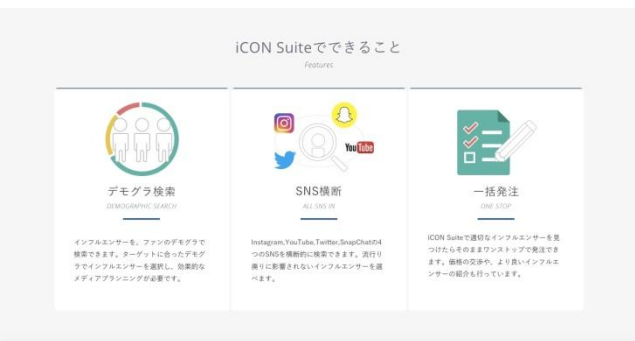 iCON Suiteでできること
Features
デモグラ検索
DEMOGRAPHIC SEARCH
インフルエンサーを、ファンのデモグラで
検索できます。ターゲットに合ったデモグ
ラでインフルエンサーを選択し、効果的な
メディアプランニングが必要です。
You Tube
SNS横断
ALL SNS IN
Instagram,YouTube,Twitter,SnapChatの4
つのSNSを横断的に検索できます。流行り
廃りに影響されないインフルエンサーを選
べます。
一括発注
ONE STOP
iCON Suiteで適切なインフルエンサーを見
つけたらそのままワンストップで発注でき
ます。価格の交渉や、より良いインフルエ
ンサーの紹介も行っています。